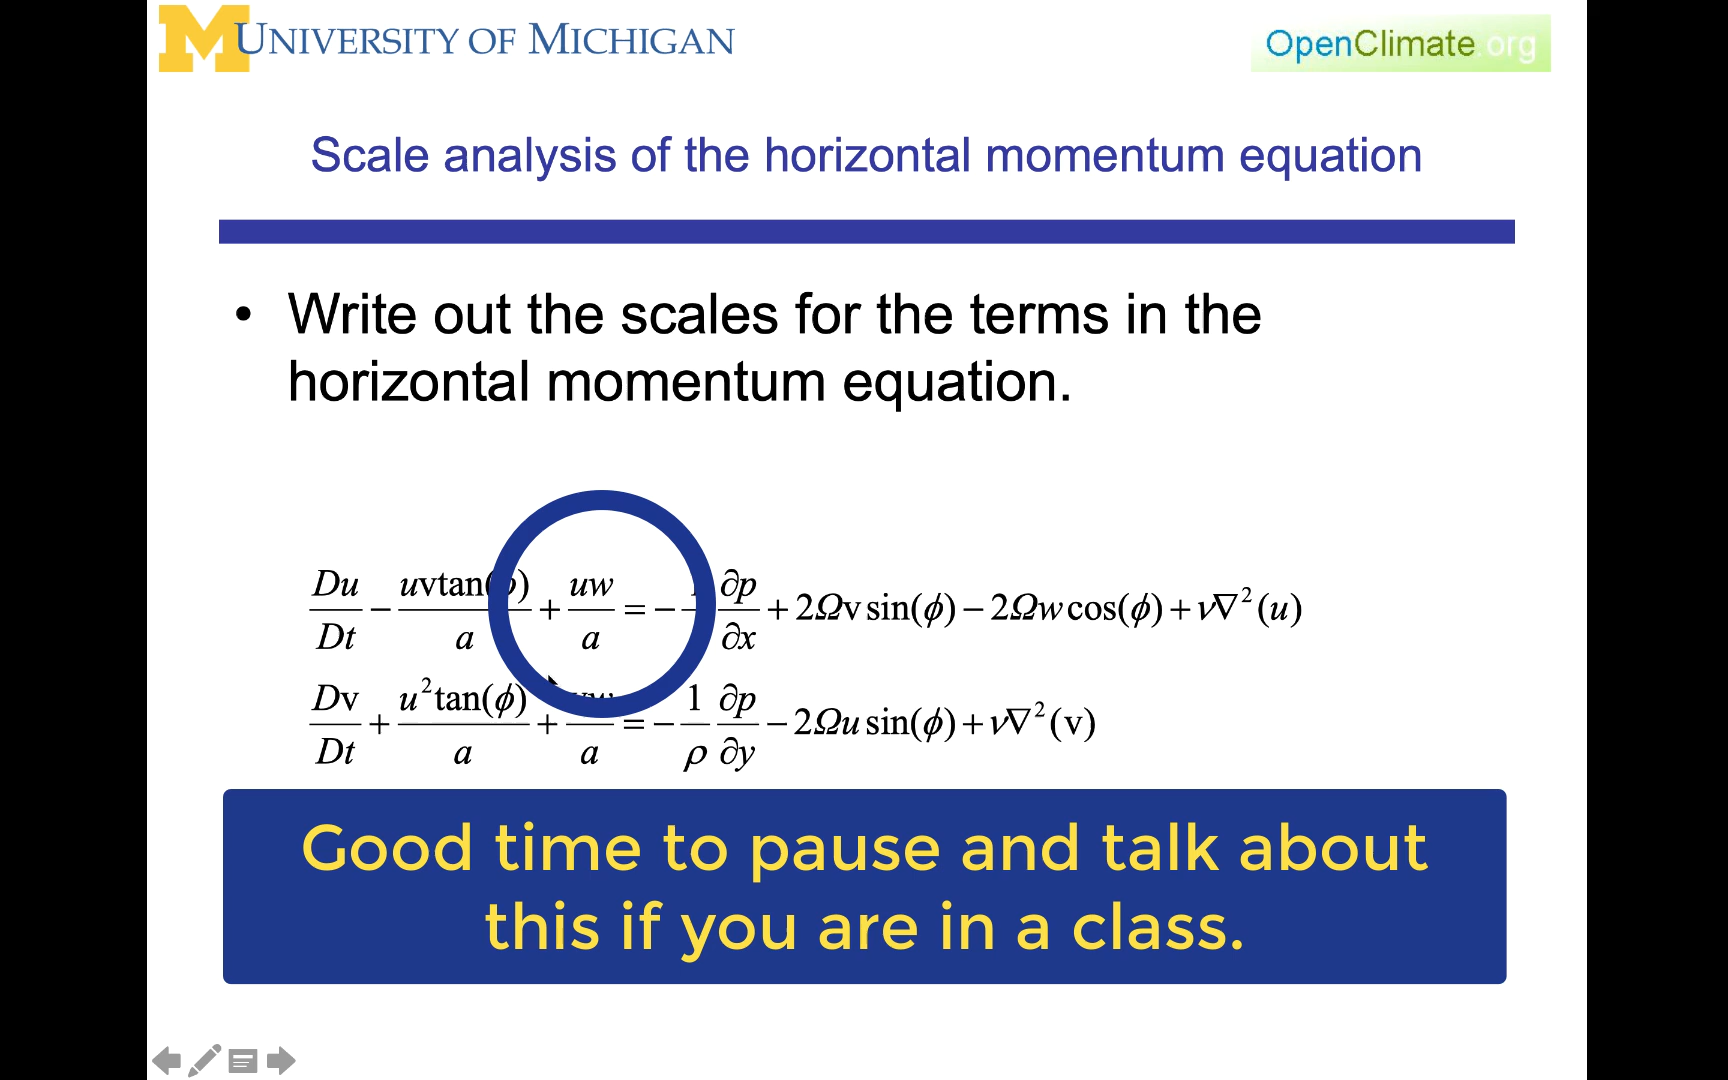 UNIVERSITY OF MICHIGAN
OpenClimate.org
Scale analysis of the horizontal momentum equation
• Write out the scales for the terms in the
horizontal momentum equation.
Du/Dt − uvtan(ϕ)/a + uw/a = − ∂p/∂x + 2Ωv sin(ϕ) − 2Ωw cos(ϕ) + ν∇²(u)
Dv/Dt + u²tan(ϕ)/a + vw/a = − 1/ρ ∂p/∂y − 2Ωu sin(ϕ) + ν∇²(v)
Good time to pause and talk about
this if you are in a class.